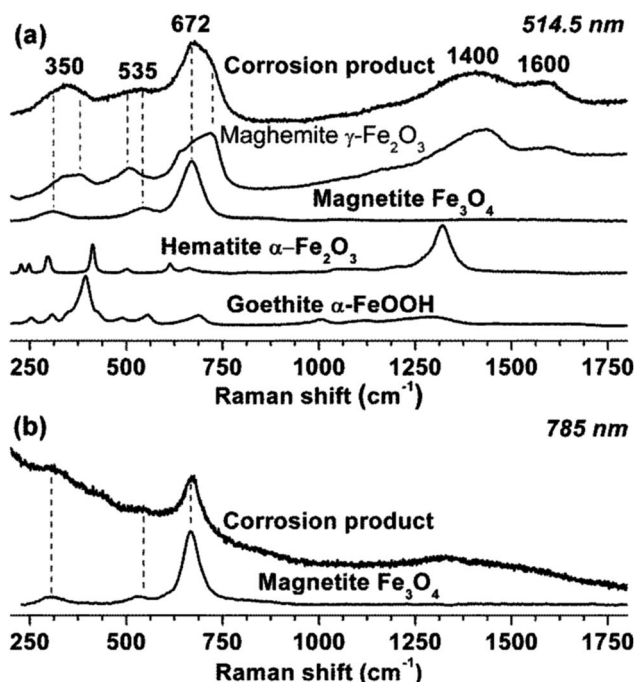 (a)
672
514.5 nm
350
535
1400
1600
Corrosion product
Maghemite γ-Fe₂O₃
Magnetite Fe₃O₄
Hematite α–Fe₂O₃
Goethite α-FeOOH
250 500 750 1000 1250 1500 1750
Raman shift (cm⁻¹)
(b)
785 nm
Corrosion product
Magnetite Fe₃O₄
250 500 750 1000 1250 1500 1750
Raman shift (cm⁻¹)